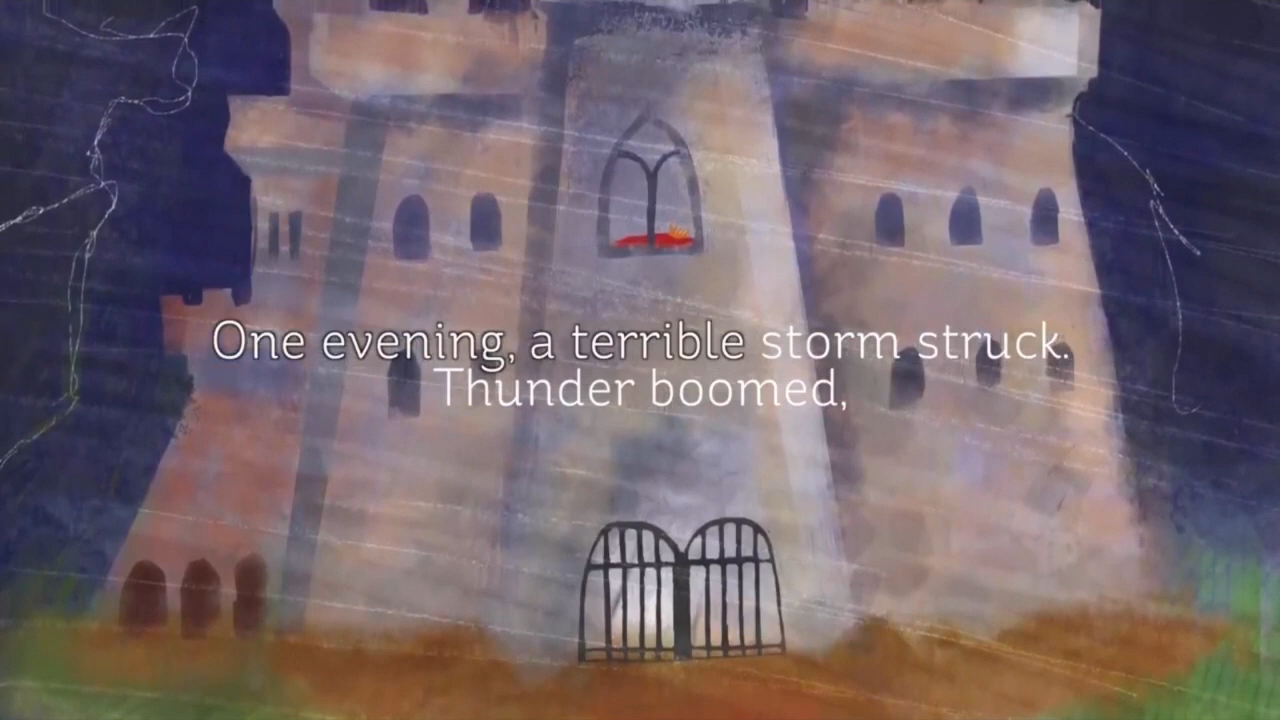 One evening, a terrible storm struck.
Thunder boomed,